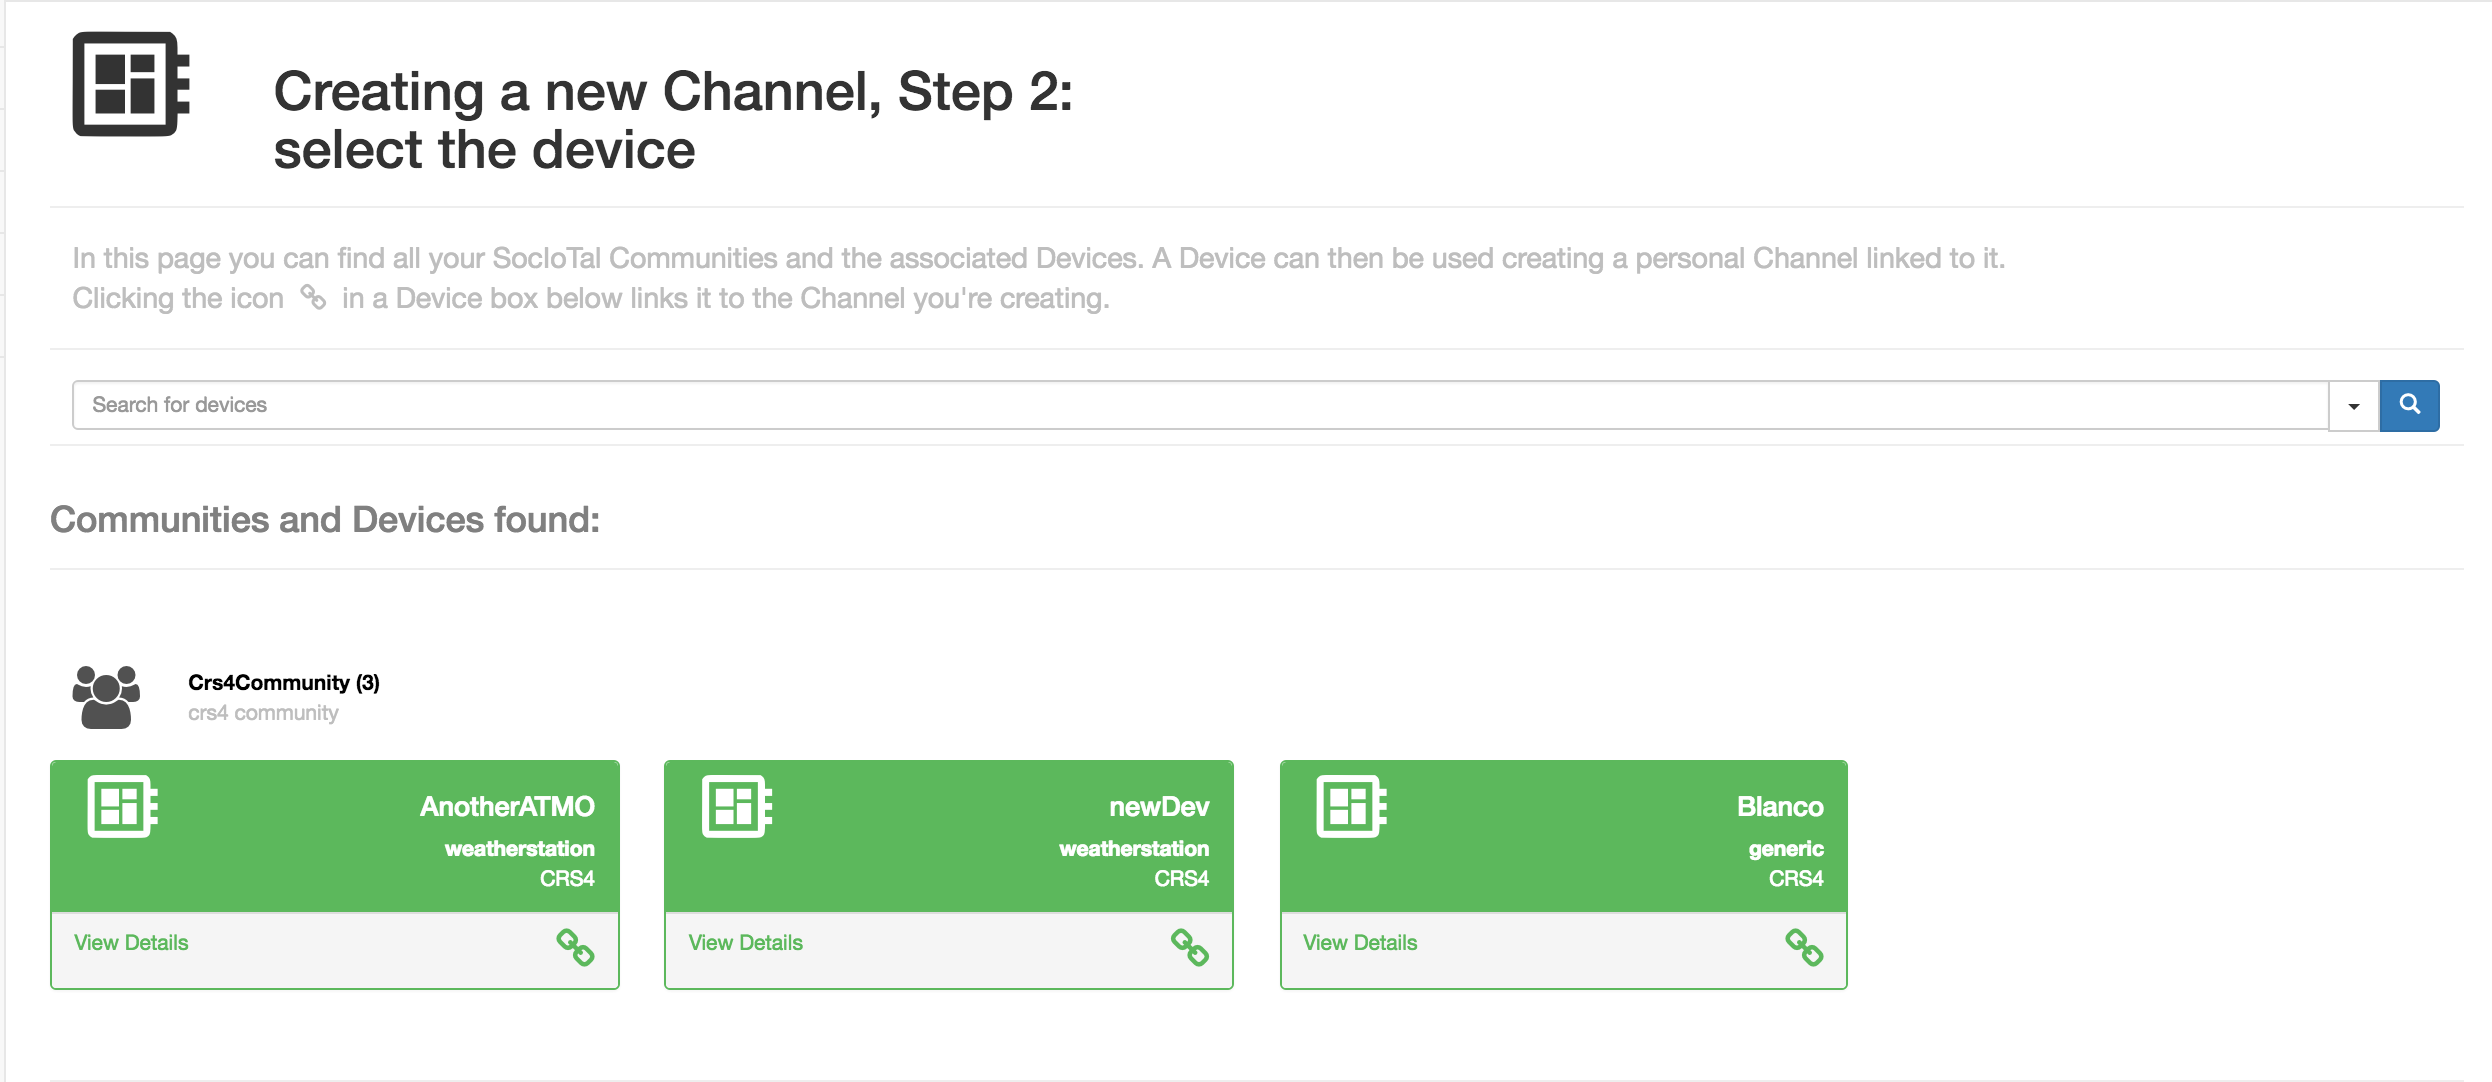 Creating a new Channel, Step 2:
select the device
In this page you can find all your SocIoTal Communities and the associated Devices. A Device can then be used creating a personal Channel linked to it.
Clicking the icon in a Device box below links it to the Channel you're creating.
Search for devices
Communities and Devices found:
Crs4Community (3)
crs4 community
AnotherATMO
weatherstation
CRS4
View Details
newDev
weatherstation
CRS4
View Details
Blanco
generic
CRS4
View Details